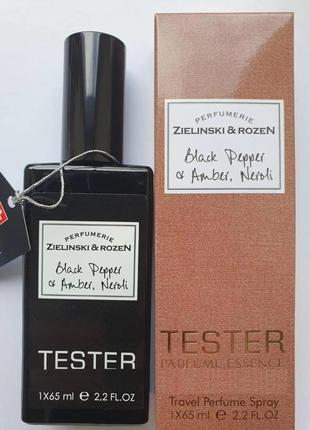 PERFUMERIE
ZIELINSKI & ROZEN
Black Pepper
& Amber, Neroli
TESTER
1X65 ml e 2,2 FL.OZ
PERFUMERIE
ZIELINSKI & ROZEN
Black Pepper
& Amber, Neroli
TESTER
PARFUME ESSENCE
Travel Perfume Spray
1X65 ml e 2,2 FL.OZ